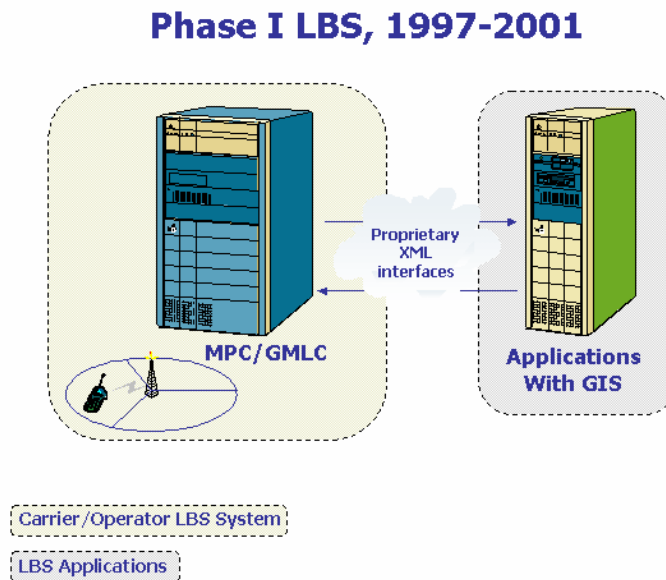 Phase I LBS, 1997-2001
Proprietary
XML
interfaces
MPC/GMLC
Applications
With GIS
Carrier/Operator LBS System
LBS Applications